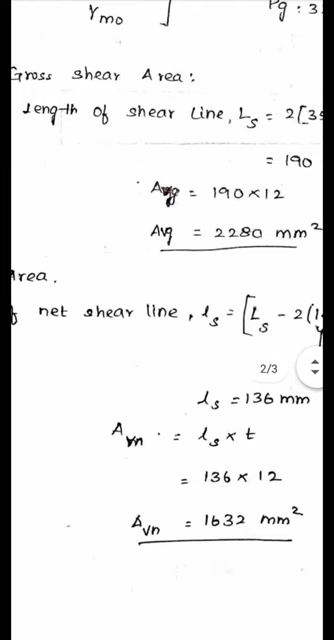 γmo ] Pg : 3
Gross shear Area :
length of shear line, Ls = 2[35
= 190
Avg = 190×12
Avg = 2280 mm²
Area.
net shear line, ls = [Ls - 2(1
2/3
ls = 136 mm
Avn = ls × t
= 136 × 12
Avn = 1632 mm²